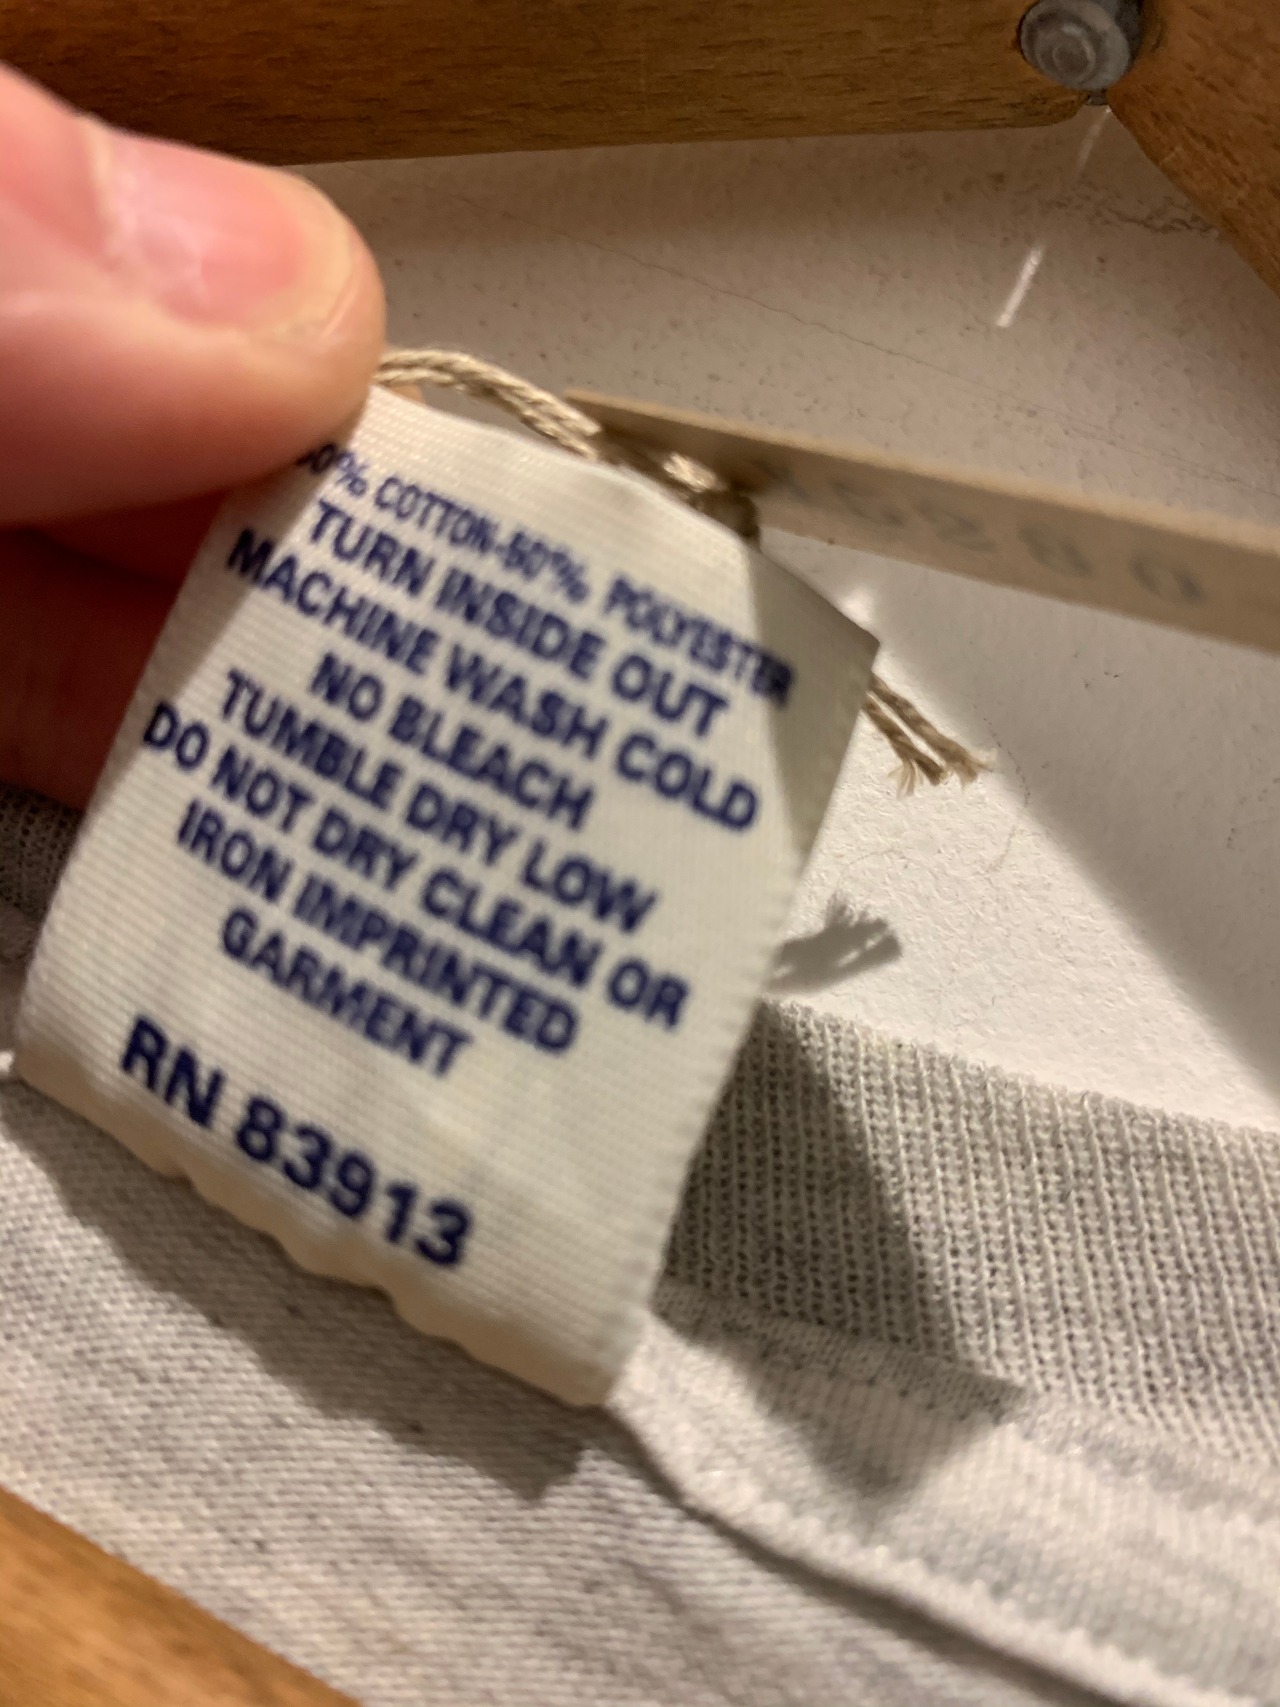 50% COTTON-50% POLYESTER
TURN INSIDE OUT
MACHINE WASH COLD
NO BLEACH
TUMBLE DRY LOW
DO NOT DRY CLEAN OR
IRON IMPRINTED
GARMENT
RN 83913